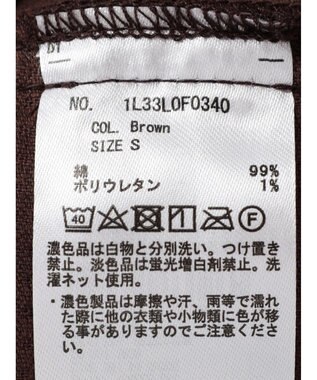 NO. 1L33L0F0340
COL. Brown
SIZE S
綿 99%
ポリウレタン 1%
40 F
濃色品は白物と分別洗い。つけ置き
禁止。淡色品は蛍光増白剤禁止。洗
濯ネット使用。
・濃色製品は摩擦や汗、雨等で濡れ
た際に他の衣類や小物類に色が移
る事がありますのでご注意くださ
い。